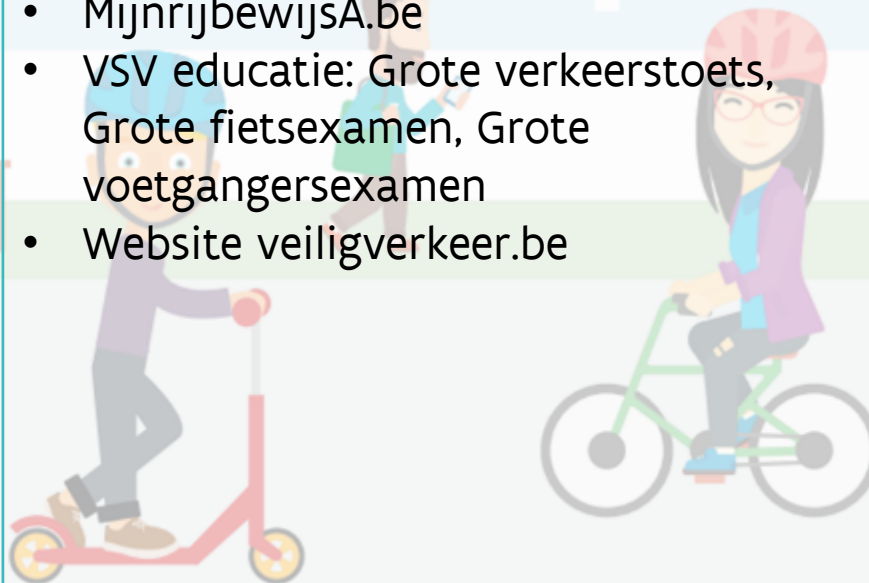 • MijnrijbewijsA.be
• VSV educatie: Grote verkeerstoets,
Grote fietsexamen, Grote
voetgangersexamen
• Website veiligverkeer.be